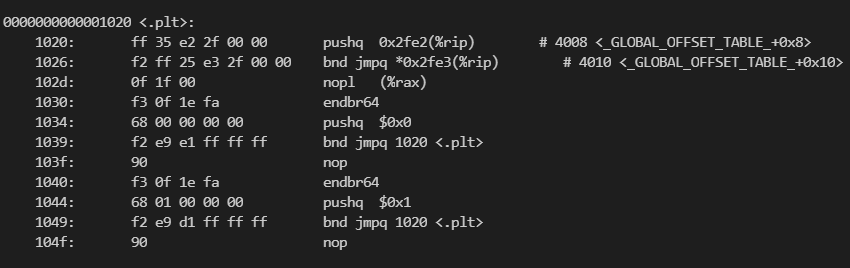 0000000000001020 <.plt>:
1020: ff 35 e2 2f 00 00 pushq 0x2fe2(%rip) # 4008 <_GLOBAL_OFFSET_TABLE_+0x8>
1026: f2 ff 25 e3 2f 00 00 bnd jmpq *0x2fe3(%rip) # 4010 <_GLOBAL_OFFSET_TABLE_+0x10>
102d: 0f 1f 00 nopl (%rax)
1030: f3 0f 1e fa endbr64
1034: 68 00 00 00 00 pushq $0x0
1039: f2 e9 e1 ff ff ff bnd jmpq 1020 <.plt>
103f: 90 nop
1040: f3 0f 1e fa endbr64
1044: 68 01 00 00 00 pushq $0x1
1049: f2 e9 d1 ff ff ff bnd jmpq 1020 <.plt>
104f: 90 nop